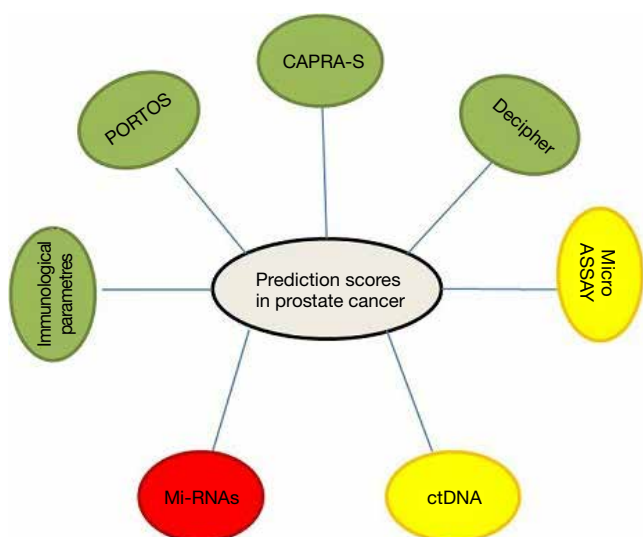 CAPRA-S
PORTOS
Decipher
Immunological
parametres
Prediction scores
in prostate cancer
Micro
ASSAY
Mi-RNAs
ctDNA